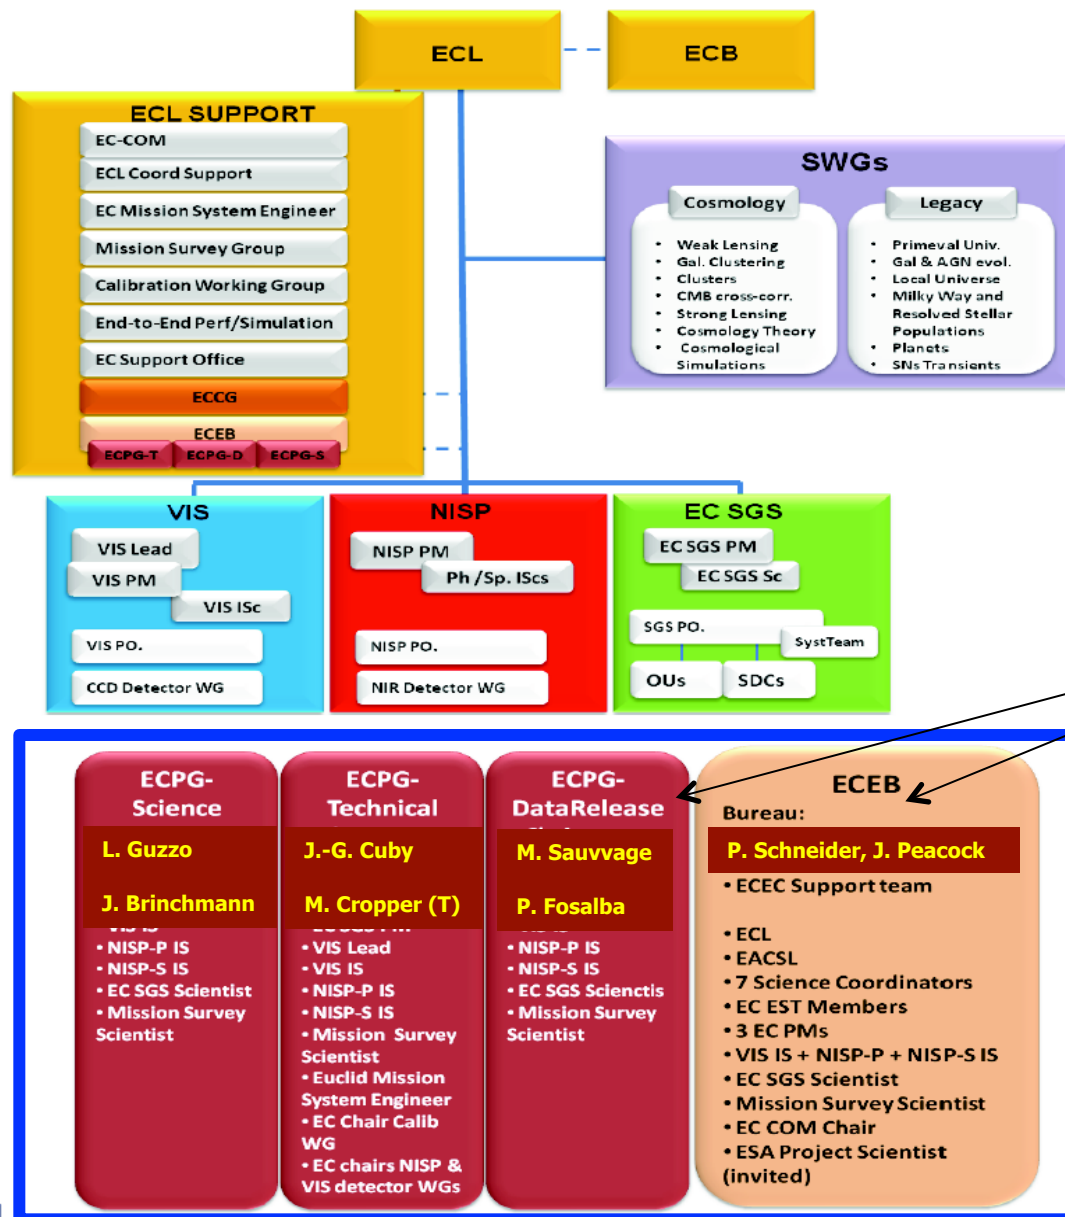 ECL
ECB
ECL SUPPORT
EC-COM
ECL Coord Support
EC Mission System Engineer
Mission Survey Group
Calibration Working Group
End-to-End Perf/Simulation
EC Support Office
ECCG
ECEB
ECPG-T
ECPG-D
ECPG-S
SWGs
Cosmology
• Weak Lensing
• Gal. Clustering
• Clusters
• CMB cross-corr.
• Strong Lensing
• Cosmology Theory
• Cosmological
Simulations
Legacy
• Primeval Univ.
• Gal & AGN evol.
• Local Universe
• Milky Way and
Resolved Stellar
Populations
• Planets
• SNs Transients
VIS
VIS Lead
VIS PM
VIS ISc
VIS PO.
CCD Detector WG
NISP
NISP PM
Ph /Sp. IScs
NISP PO.
NIR Detector WG
EC SGS
EC SGS PM
EC SGS Sc
SGS PO.
SystTeam
OUs
SDCs
ECPG-
Science
L. Guzzo
J. Brinchmann
• NISP-P IS
• NISP-S IS
• EC SGS Scientist
• Mission Survey
Scientist
ECPG-
Technical
J.-G. Cuby
M. Cropper (T)
• VIS Lead
• VIS IS
• NISP-P IS
• NISP-S IS
• Mission Survey
Scientist
• Euclid Mission
System Engineer
• EC Chair Calib
WG
• EC chairs NISP &
VIS detector WGs
ECPG-
DataRelease
M. Sauvvage
P. Fosalba
• NISP-P IS
• NISP-S IS
• EC SGS Scienctis
• Mission Survey
Scientist
ECEB
Bureau:
P. Schneider, J. Peacock
• ECEC Support team
• ECL
• EACSL
• 7 Science Coordinators
• EC EST Members
• 3 EC PMs
• VIS IS + NISP-P + NISP-S IS
• EC SGS Scientist
• Mission Survey Scientist
• EC COM Chair
• ESA Project Scientist
(invited)